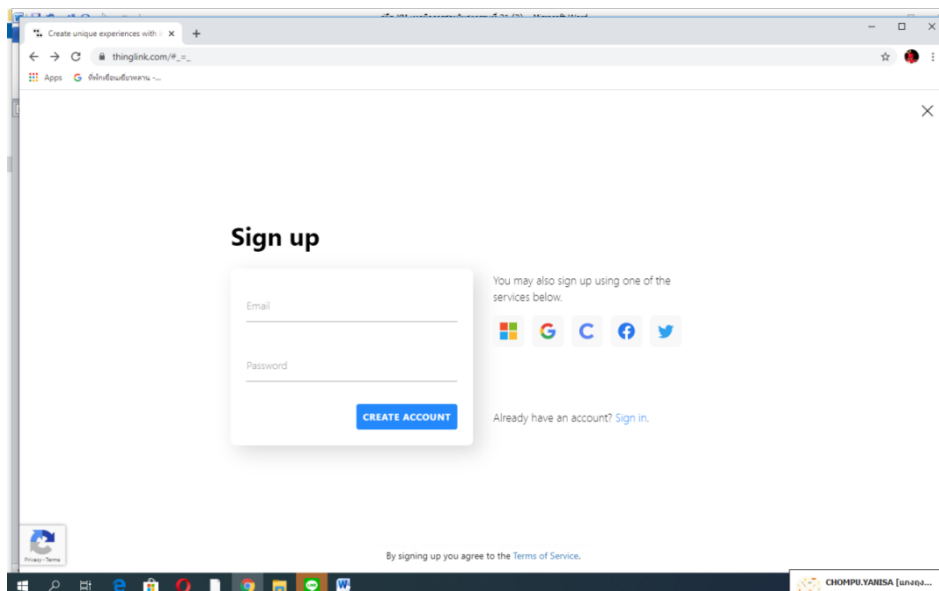 Create unique experiences with
thinglink.com/#_=_
Apps
Sign up
Email
Password
CREATE ACCOUNT
You may also sign up using one of the
services below.
Already have an account? Sign in.
By signing up you agree to the Terms of Service.
Privacy - Terms
CHOMPU.YANISA